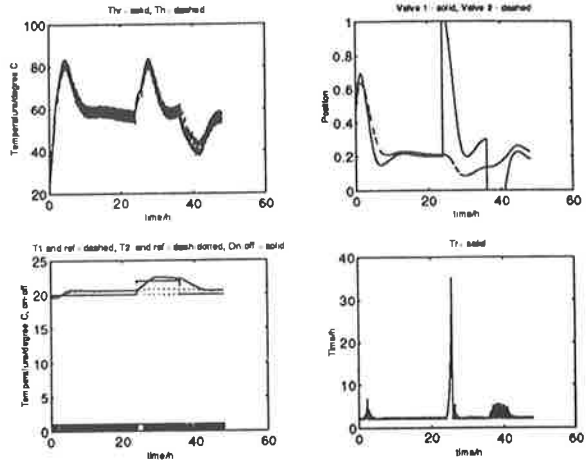 Thr - solid, Th - dashed
Temperature/degree C
100
80
60
40
20
0 20 40 60
time/h
Valve 1 - solid, Valve 2 - dashed
Position
1
0.8
0.6
0.4
0.2
0
0 20 40 60
time/h
T1 and ref - dashed, T2 and ref - dash-dotted, On off - solid
Temperature/degree C, on-off
25
20
15
10
5
0
0 20 40 60
time/h
Tr - solid
Time/h
40
30
20
10
0
0 20 40 60
time/h